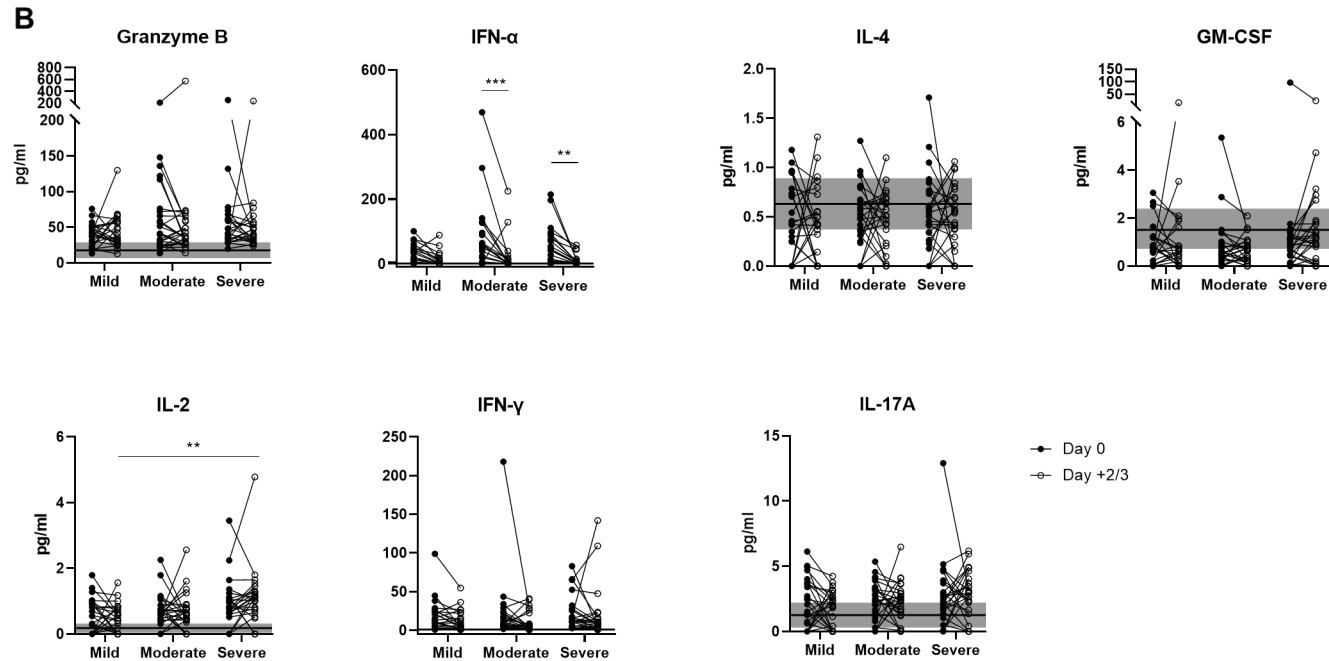 B
Granzyme B
pg/ml
800
600
400
200
200
150
100
50
0
Mild Moderate Severe
IFN-α
600
400
200
0
***
**
Mild Moderate Severe
IL-4
pg/ml
2.0
1.5
1.0
0.5
0.0
Mild Moderate Severe
GM-CSF
pg/ml
150
100
50
6
4
2
0
Mild Moderate Severe
IL-2
pg/ml
6
4
2
0
**
Mild Moderate Severe
IFN-γ
250
200
150
100
50
0
Mild Moderate Severe
IL-17A
pg/ml
15
10
5
0
Mild Moderate Severe
Day 0
Day +2/3